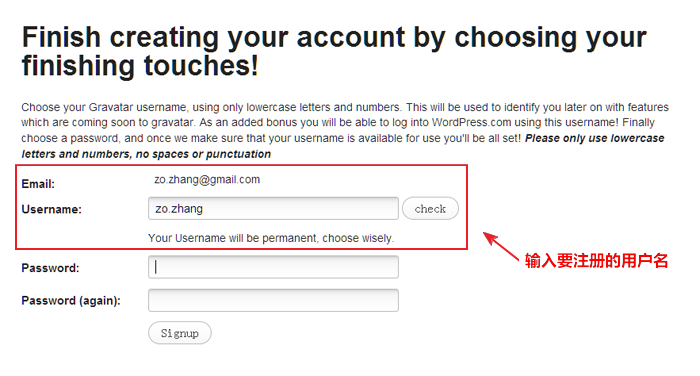 Finish creating your account by choosing your
finishing touches!
Choose your Gravatar username, using only lowercase letters and numbers. This will be used to identify you later on with features
which are coming soon to gravatar. As an added bonus you will be able to log into WordPress.com using this username! Finally
choose a password, and once we make sure that your username is available for use you'll be all set! Please only use lowercase
letters and numbers, no spaces or punctuation
Email: zo.zhang@gmail.com
Username: zo.zhang check
Your Username will be permanent, choose wisely.
输入要注册的用户名
Password:
Password (again):
Signup